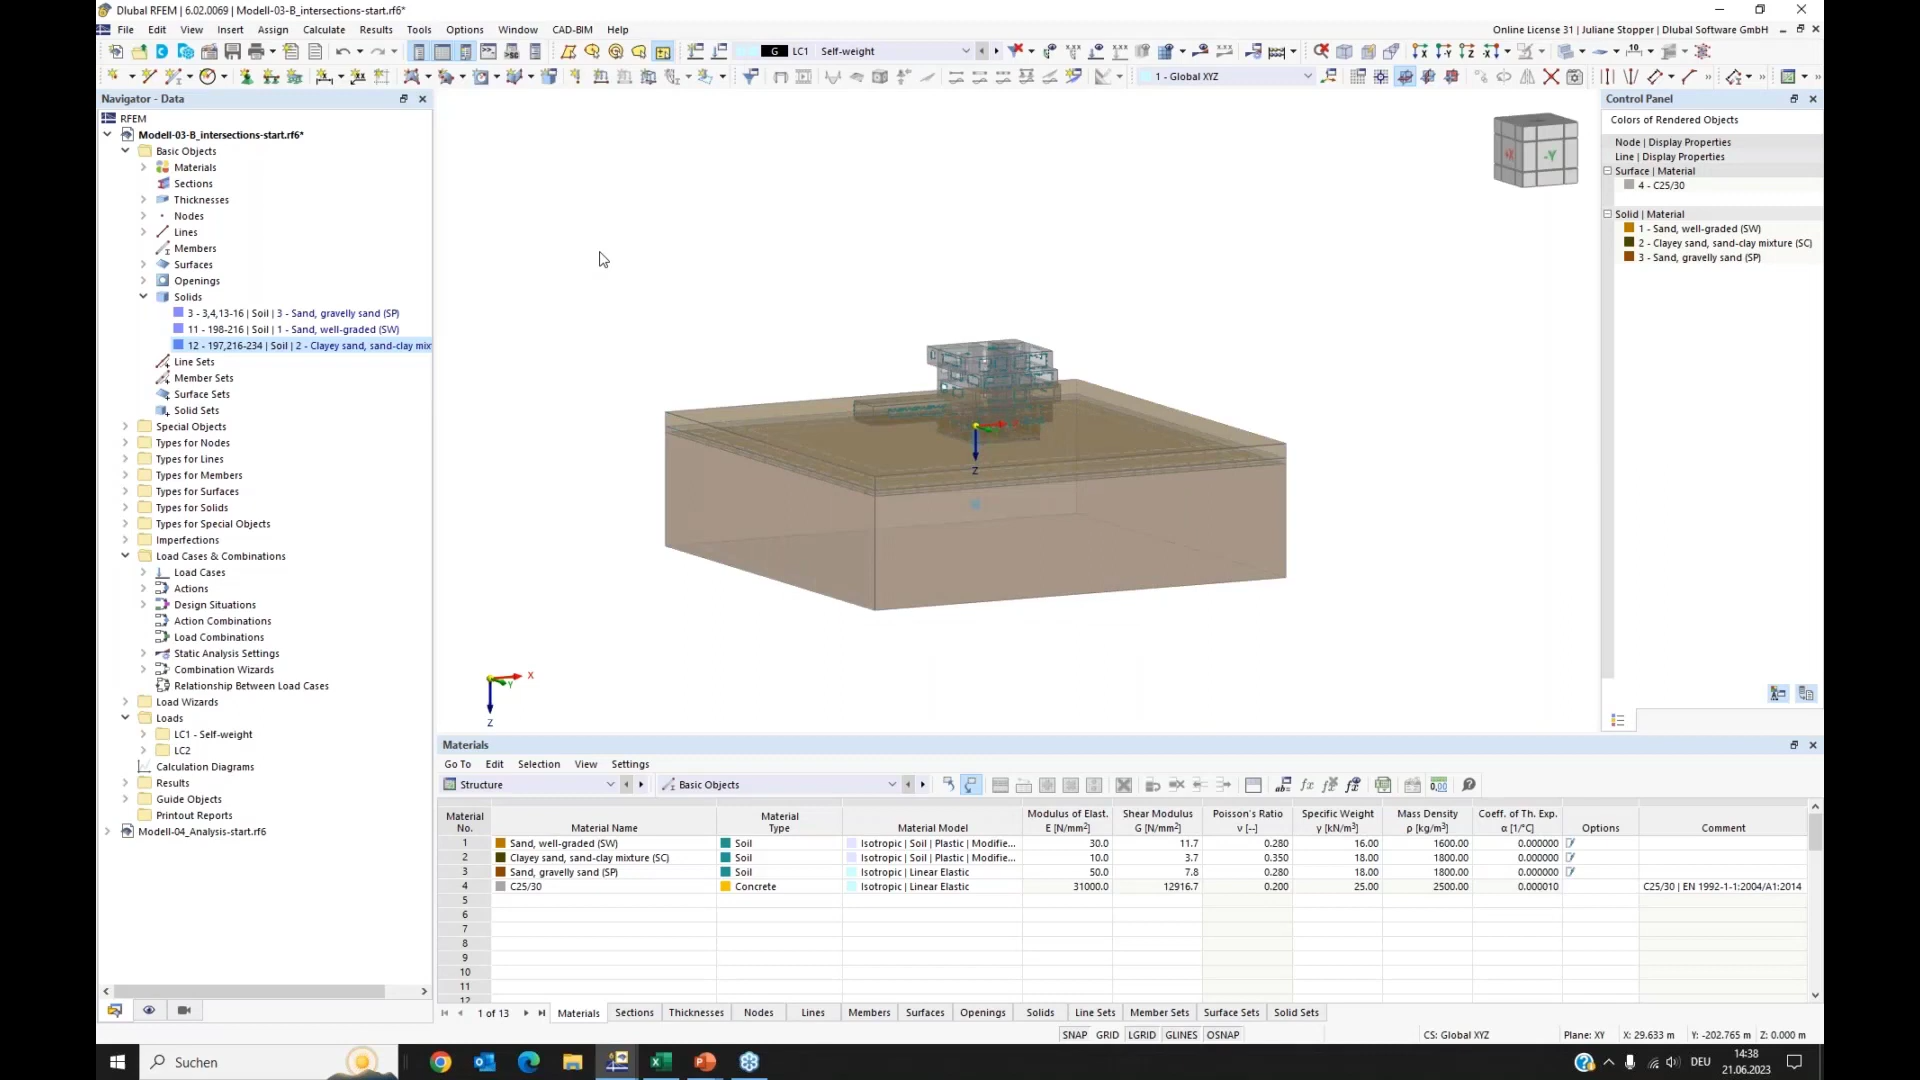 Dlubal RFEM | 6.02.0069 | Modell-03-B_intersections-start.rf6*
File Edit View Insert Assign Calculate Results Tools Options Window CAD-BIM Help
Online License 31 | Juliane Stopper | Dlubal Software GmbH
G LC1 Self-weight
1 - Global XYZ
Navigator - Data
RFEM
Modell-03-B_intersections-start.rf6*
Basic Objects
Materials
Sections
Thicknesses
Nodes
Lines
Members
Surfaces
Openings
Solids
3 - 3,4,13-16 | Soil | 3 - Sand, gravelly sand (SP)
11 - 198-216 | Soil | 1 - Sand, well-graded (SW)
12 - 197,216-234 | Soil | 2 - Clayey sand, sand-clay mix
Line Sets
Member Sets
Surface Sets
Solid Sets
Special Objects
Types for Nodes
Types for Lines
Types for Members
Types for Surfaces
Types for Solids
Types for Special Objects
Imperfections
Load Cases & Combinations
Load Cases
Actions
Design Situations
Action Combinations
Load Combinations
Static Analysis Settings
Combination Wizards
Relationship Between Load Cases
Load Wizards
Loads
LC1 - Self-weight
LC2
Calculation Diagrams
Results
Guide Objects
Printout Reports
Modell-04_Analysis-start.rf6
+X -Y
Z
X
Y
Z
Control Panel
Colors of Rendered Objects
Node | Display Properties
Line | Display Properties
Surface | Material
4 - C25/30
Solid | Material
1 - Sand, well-graded (SW)
2 - Clayey sand, sand-clay mixture (SC)
3 - Sand, gravelly sand (SP)
Materials
Go To Edit Selection View Settings
Structure Basic Objects
Material No. Material Name Material Type Material Model Modulus of Elast. E [N/mm²] Shear Modulus G [N/mm²] Poisson's Ratio ν [--] Specific Weight γ [kN/m³] Mass Density ρ [kg/m³] Coeff. of Th. Exp. α [1/°C] Options Comment
1 Sand, well-graded (SW) Soil Isotropic | Soil | Plastic | Modifie... 30.0 11.7 0.280 16.00 1600.00 0.000000
2 Clayey sand, sand-clay mixture (SC) Soil Isotropic | Soil | Plastic | Modifie... 10.0 3.7 0.350 18.00 1800.00 0.000000
3 Sand, gravelly sand (SP) Soil Isotropic | Linear Elastic 50.0 7.8 0.280 18.00 1800.00 0.000000
4 C25/30 Concrete Isotropic | Linear Elastic 31000.0 12916.7 0.200 25.00 2500.00 0.000010 C25/30 | EN 1992-1-1:2004/A1:2014
5
6
7
8
9
10
11
12
1 of 13 Materials Sections Thicknesses Nodes Lines Members Surfaces Openings Solids Line Sets Member Sets Surface Sets Solid Sets
SNAP GRID LGRID GLINES OSNAP CS: Global XYZ Plane: XY X: 29.633 m Y: -202.765 m Z: 0.000 m
Suchen
DEU
14:38
21.06.2023